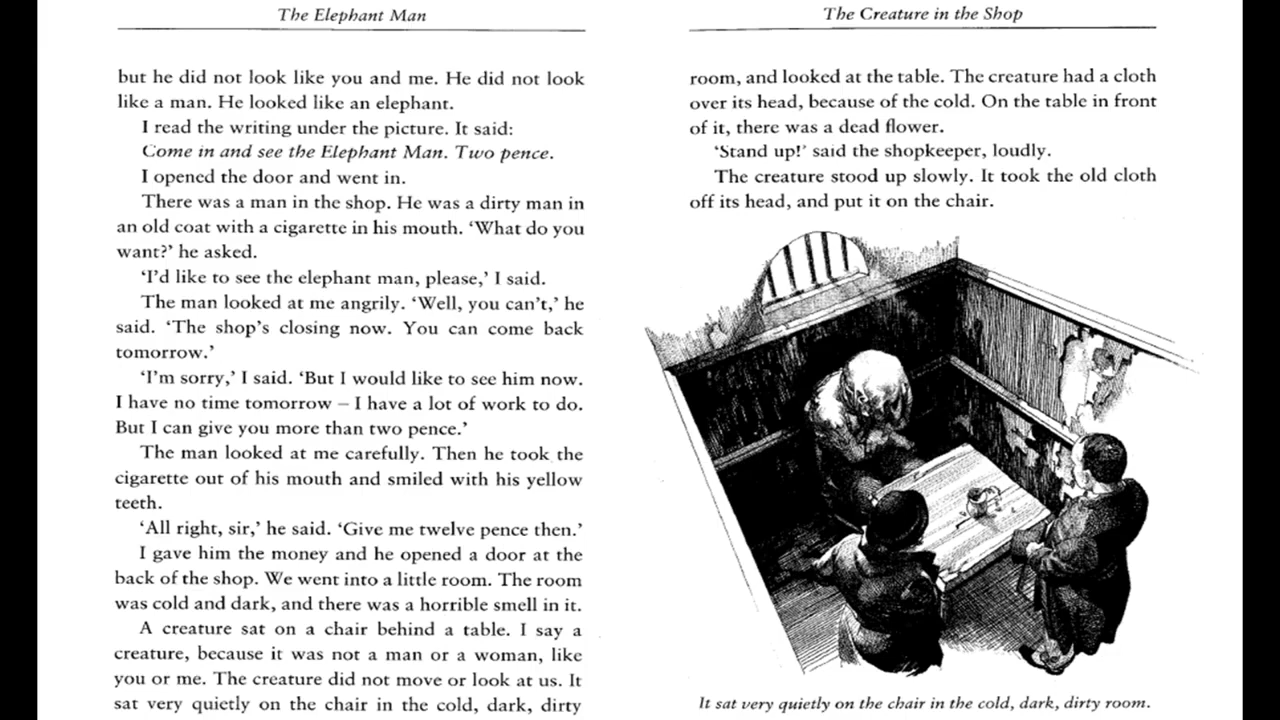 The Elephant Man
but he did not look like you and me. He did not look
like a man. He looked like an elephant.
I read the writing under the picture. It said:
Come in and see the Elephant Man. Two pence.
I opened the door and went in.
There was a man in the shop. He was a dirty man in
an old coat with a cigarette in his mouth. ‘What do you
want?’ he asked.
‘I’d like to see the elephant man, please,’ I said.
The man looked at me angrily. ‘Well, you can’t,’ he
said. ‘The shop’s closing now. You can come back
tomorrow.’
‘I’m sorry,’ I said. ‘But I would like to see him now.
I have no time tomorrow – I have a lot of work to do.
But I can give you more than two pence.’
The man looked at me carefully. Then he took the
cigarette out of his mouth and smiled with his yellow
teeth.
‘All right, sir,’ he said. ‘Give me twelve pence then.’
I gave him the money and he opened a door at the
back of the shop. We went into a little room. The room
was cold and dark, and there was a horrible smell in it.
A creature sat on a chair behind a table. I say a
creature, because it was not a man or a woman, like
you or me. The creature did not move or look at us. It
sat very quietly on the chair in the cold, dark, dirty
The Creature in the Shop
room, and looked at the table. The creature had a cloth
over its head, because of the cold. On the table in front
of it, there was a dead flower.
‘Stand up!’ said the shopkeeper, loudly.
The creature stood up slowly. It took the old cloth
off its head, and put it on the chair.
It sat very quietly on the chair in the cold, dark, dirty room.